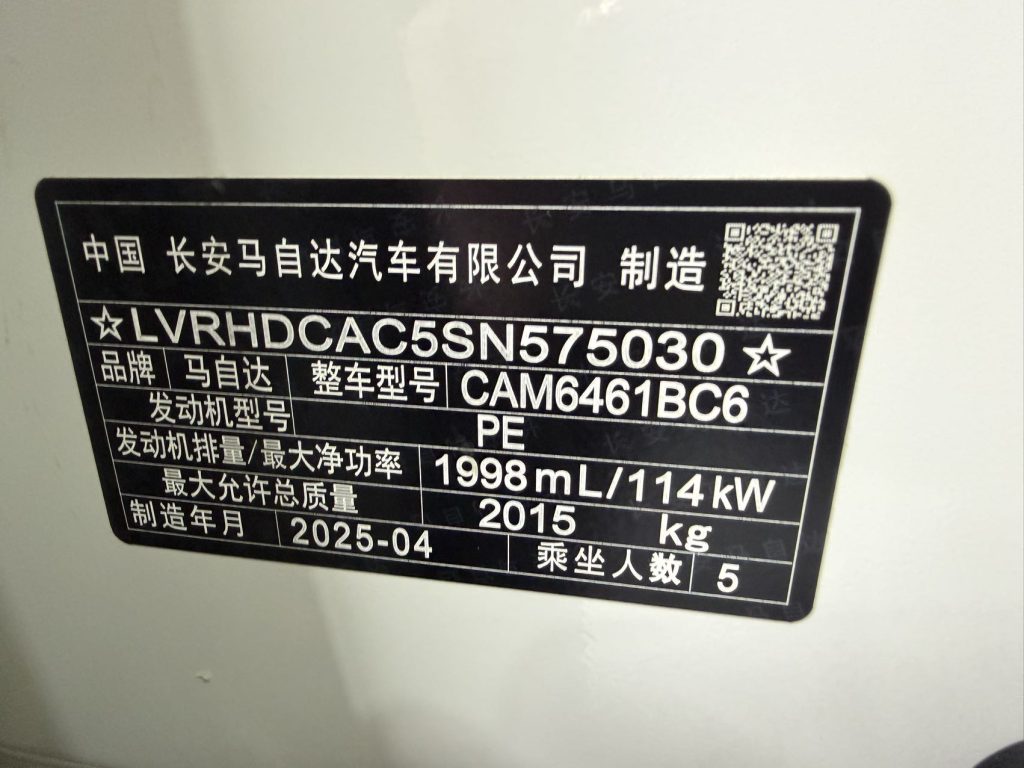 中国 长安马自达汽车有限公司 制造
☆LVRHDCAC5SN575030☆
品牌 马自达 整车型号 CAM6461BC6
发动机型号 PE
发动机排量/最大净功率 1998mL/114kW
最大允许总质量 2015 kg
制造年月 2025-04 乘坐人数 5